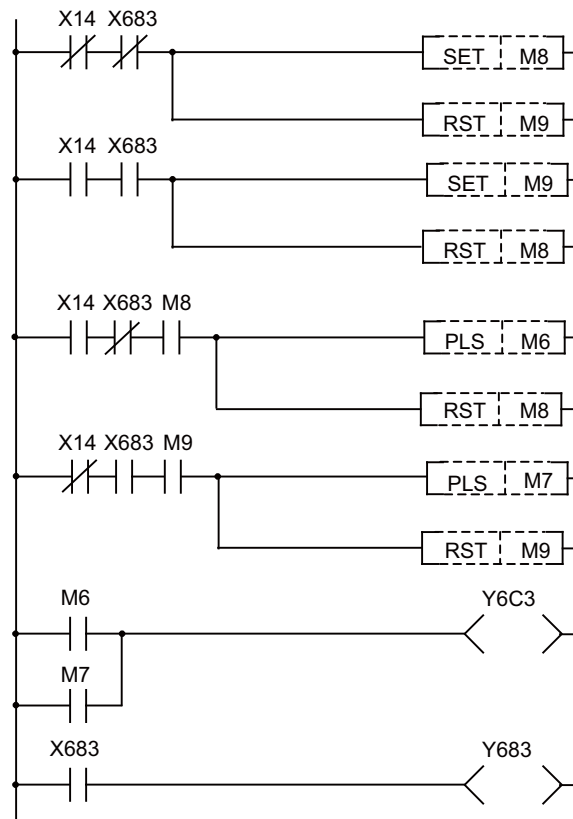 X14 X683
SET M8
RST M9
X14 X683
SET M9
RST M8
X14 X683 M8
PLS M6
RST M8
X14 X683 M9
PLS M7
RST M9
M6 Y6C3
M7
X683 Y683